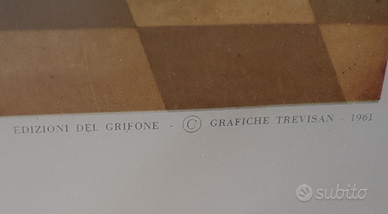 EDIZIONI DEL GRIFONE - © GRAFICHE TREVISAN - 1961
subito